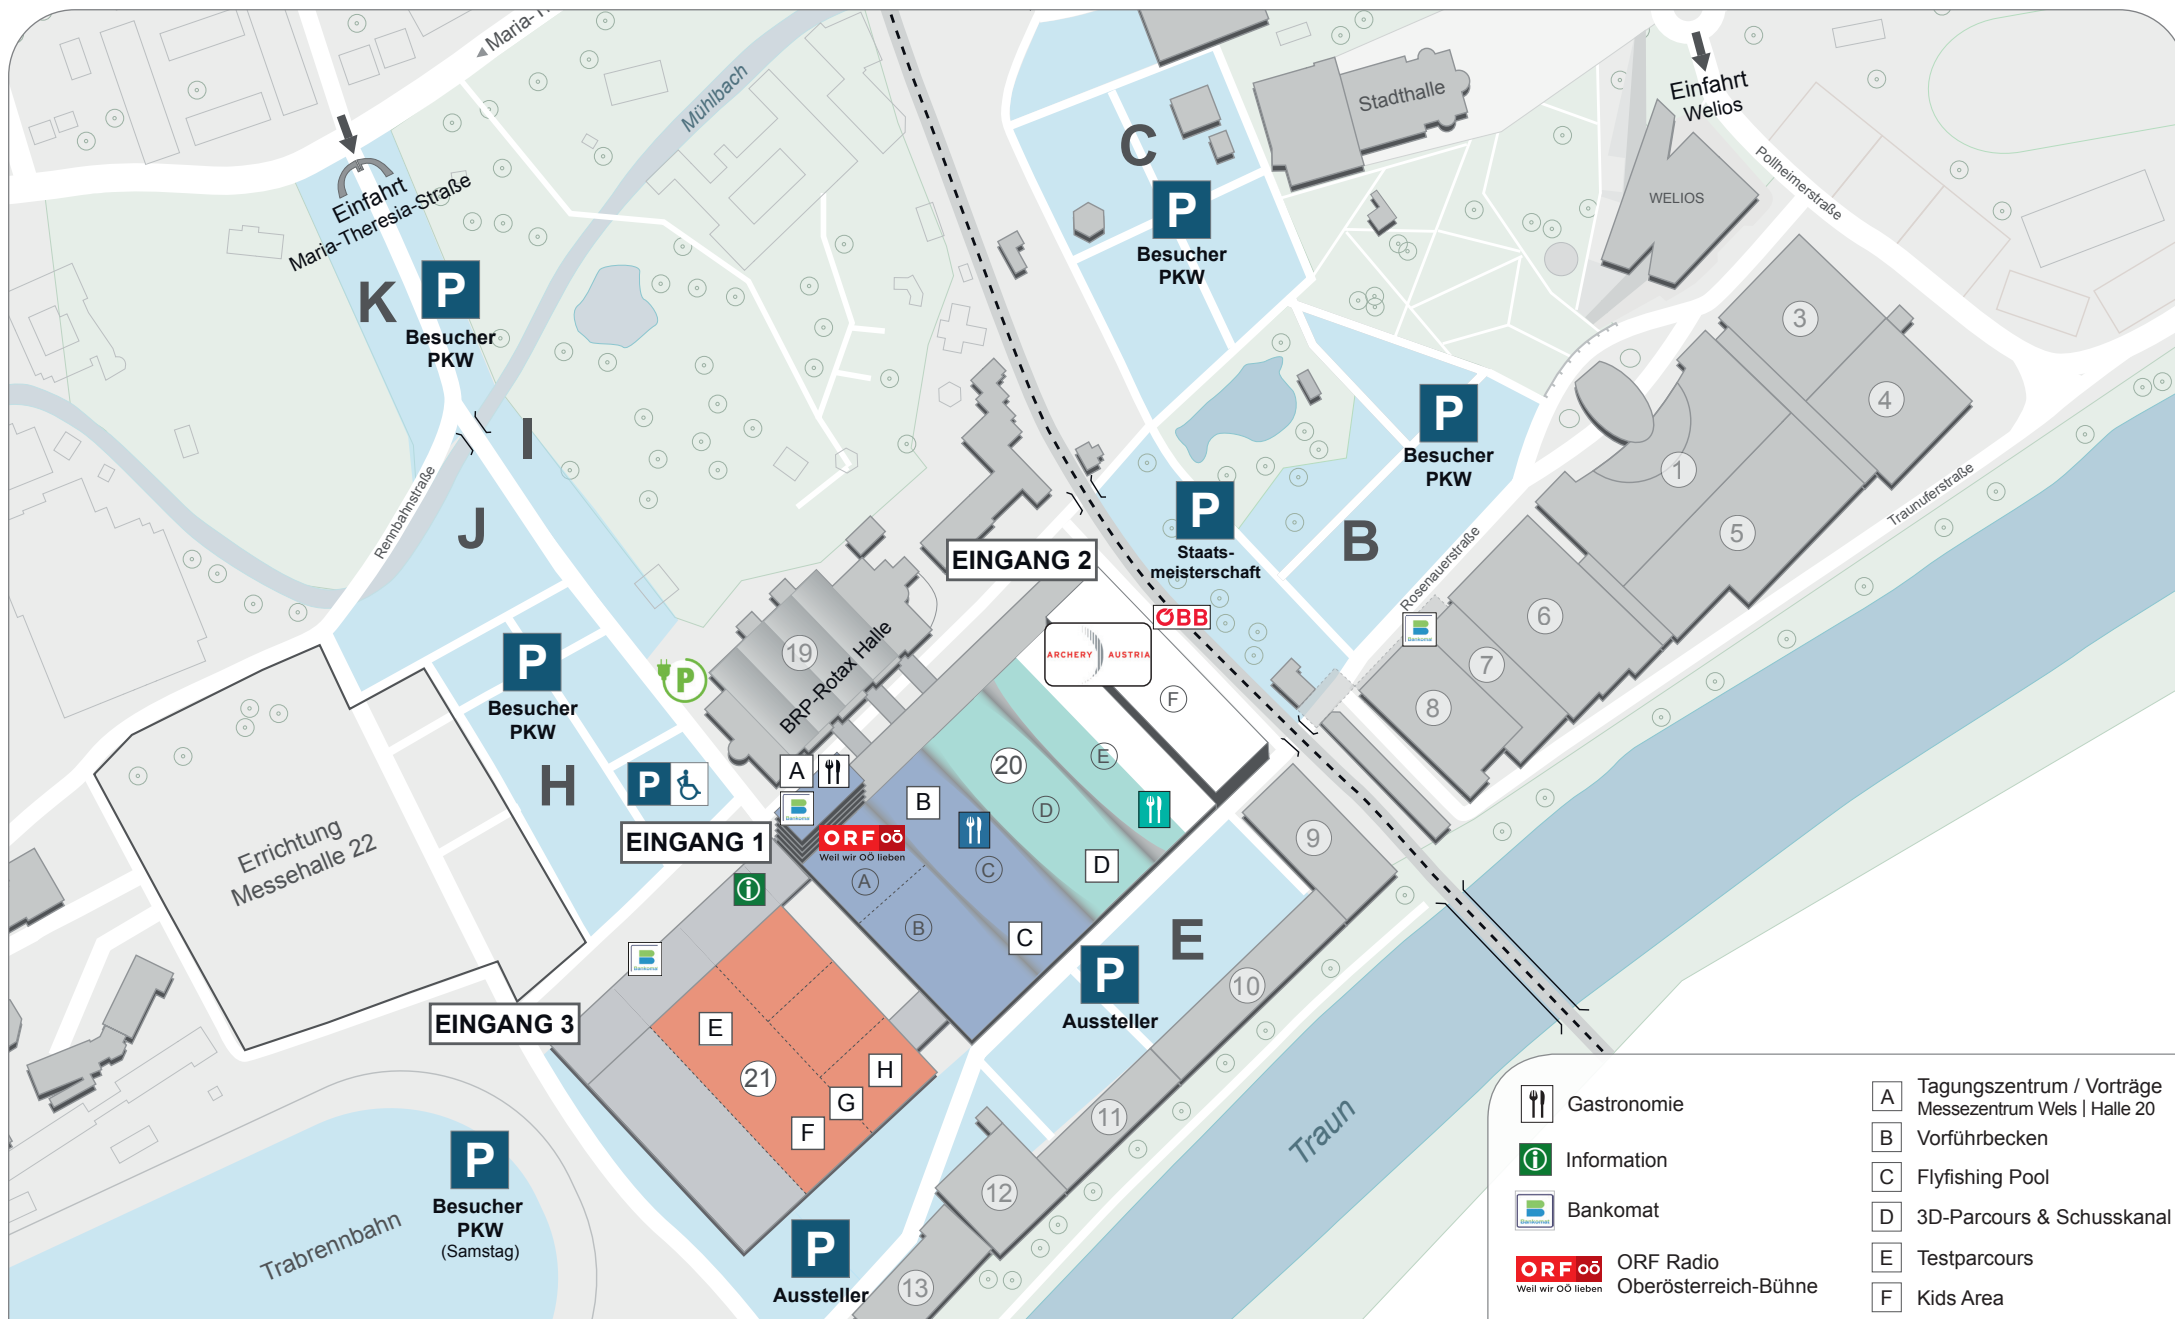 Maria-T
Mühlbach
Einfahrt
Maria-Theresia-Straße
K
P
Besucher
PKW
I
J
Rennbahnstraße
C
P
Besucher
PKW
Stadthalle
Einfahrt
Welios
WELIOS
Pollheimerstraße
3
4
1
5
6
7
8
Traunuferstraße
Rosenauerstraße
P
Besucher
PKW
B
P
Staats-
meisterschaft
EINGANG 2
ÖBB
Bankomat
ARCHERY AUSTRIA
F
19
BRP-Rotax Halle
P
P
Besucher
PKW
H
P
A
Bankomat
EINGANG 1
ORF OÖ
Weil wir OÖ lieben
B
20
E
D
D
C
A
B
C
9
E
P
Aussteller
10
11
12
13
Errichtung
Messehalle 22
Bankomat
EINGANG 3
E
21
H
G
F
P
Besucher
PKW
(Samstag)
Trabrennbahn
P
Aussteller
Traun
Gastronomie
Information
Bankomat
Bankomat
ORF OÖ
Weil wir OÖ lieben
ORF Radio
Oberösterreich-Bühne
A Tagungszentrum / Vorträge
Messezentrum Wels | Halle 20
B Vorführbecken
C Flyfishing Pool
D 3D-Parcours & Schusskanal
E Testparcours
F Kids Area